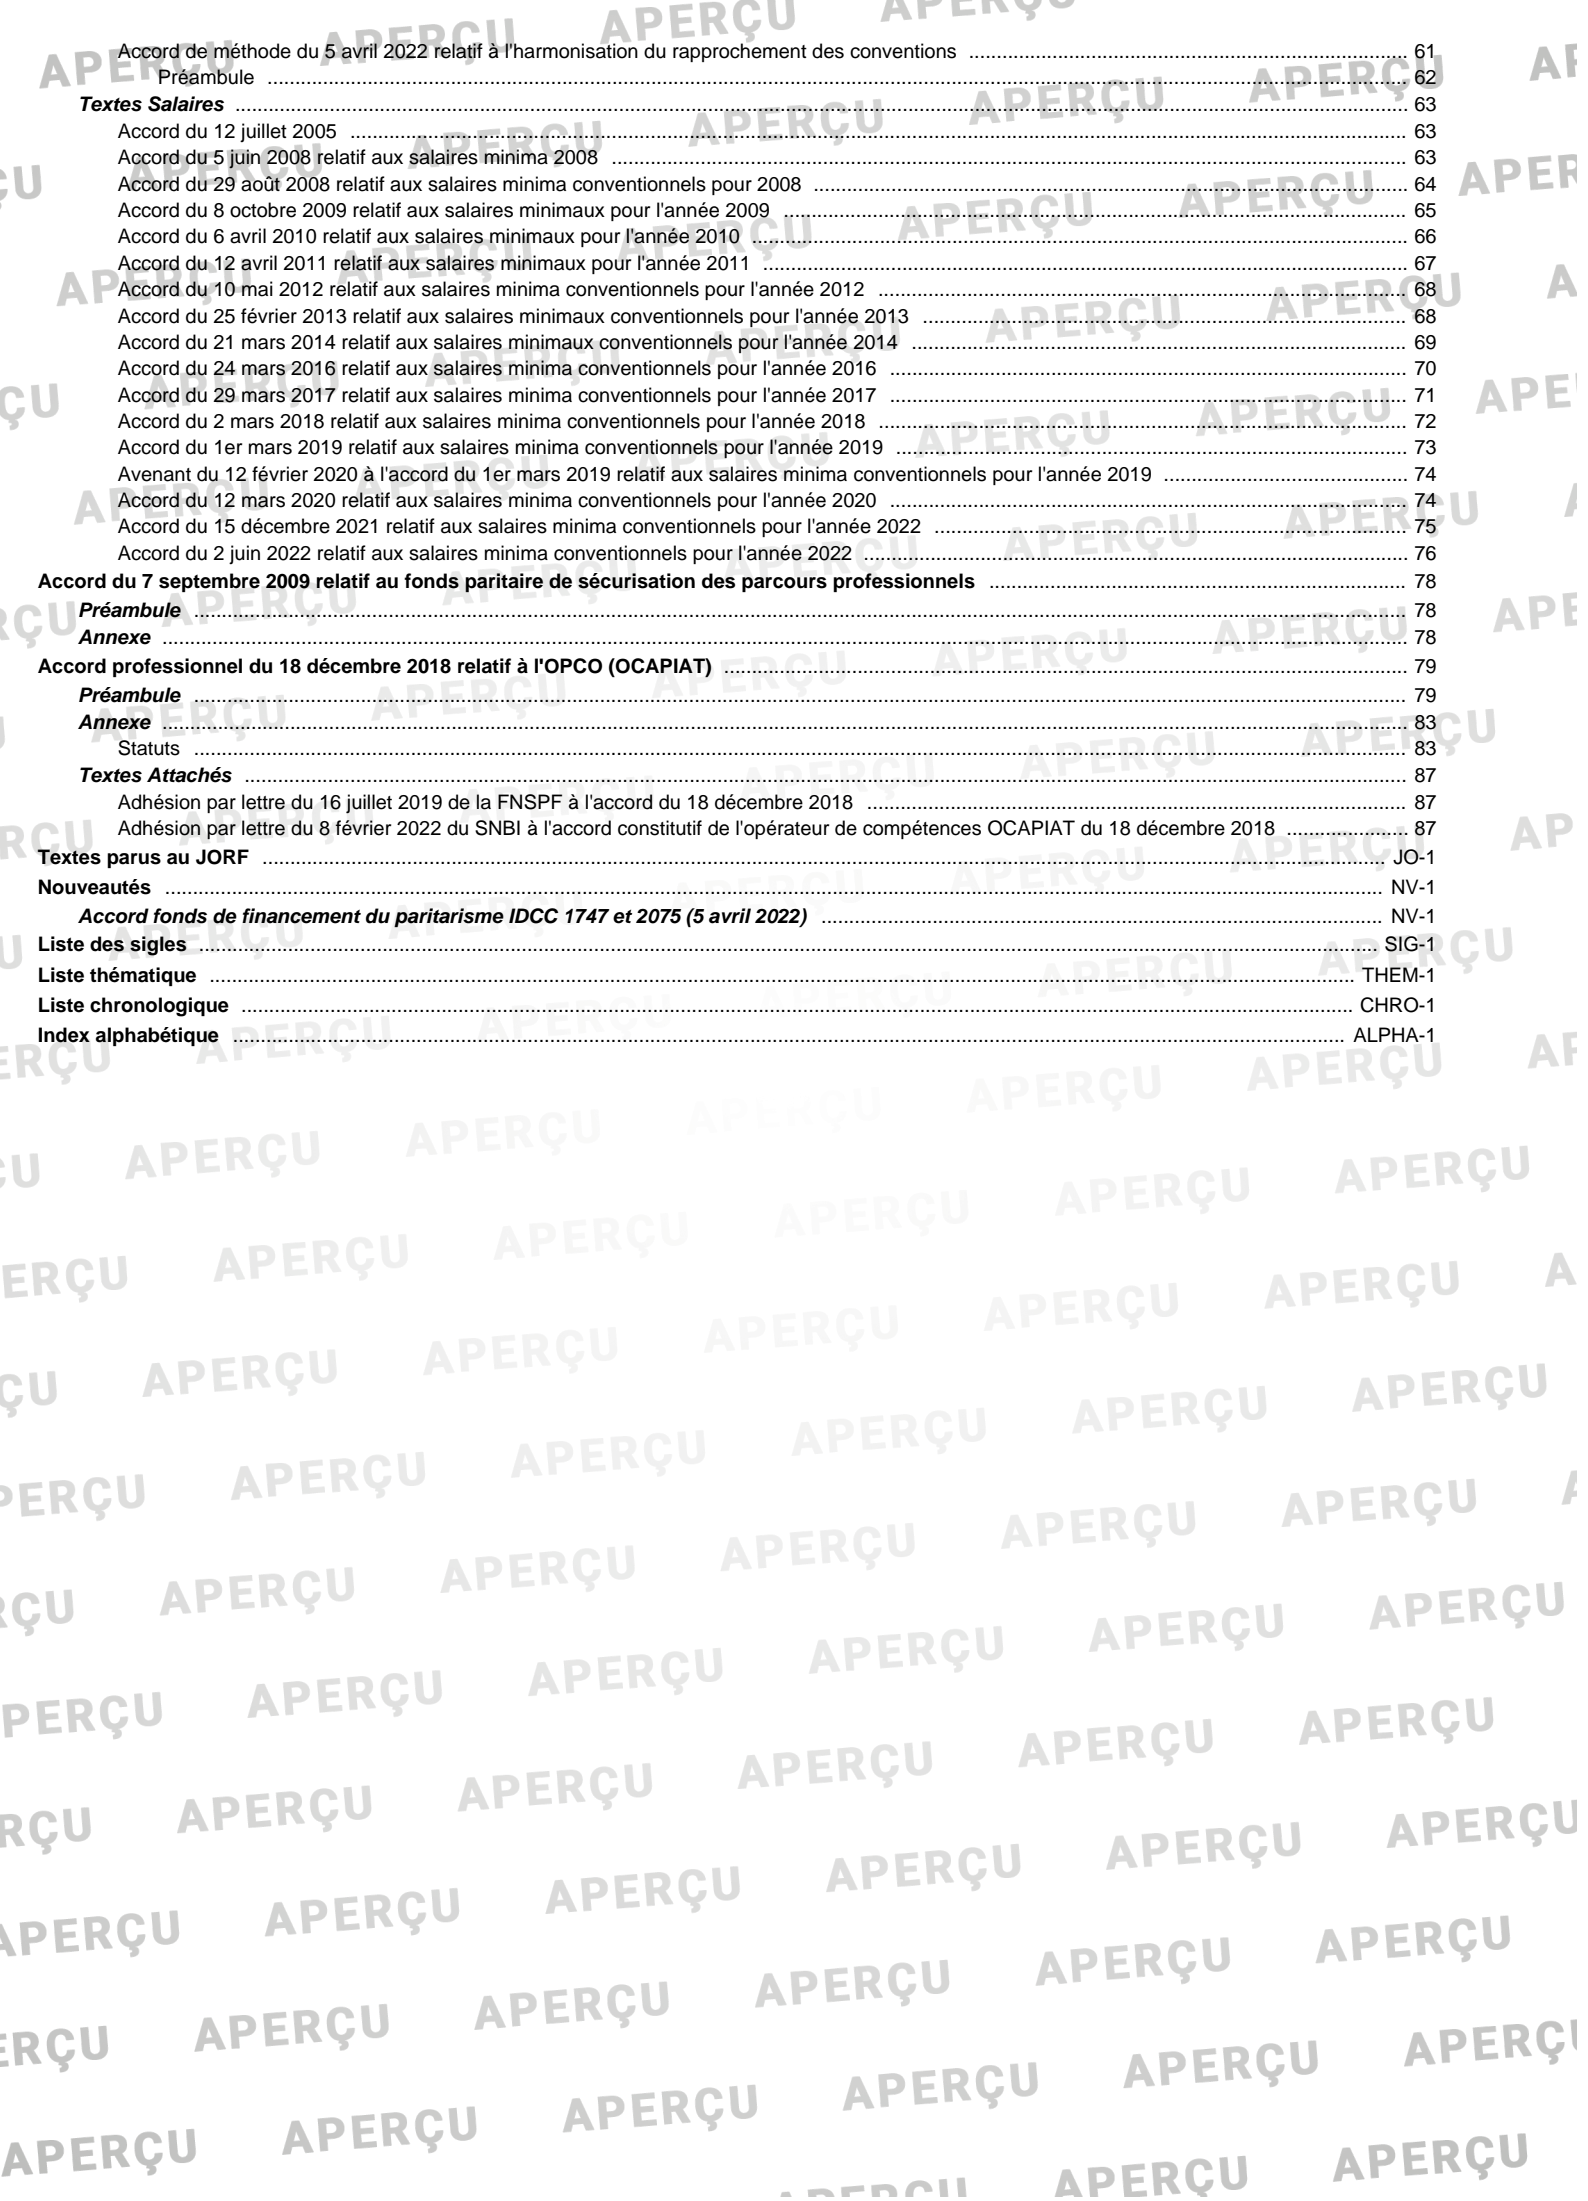 Accord de méthode du 5 avril 2022 relatif à l'harmonisation du rapprochement des conventions ........ 61
Préambule ........ 62
Textes Salaires ........ 63
Accord du 12 juillet 2005 ........ 63
Accord du 5 juin 2008 relatif aux salaires minima 2008 ........ 63
Accord du 29 août 2008 relatif aux salaires minima conventionnels pour 2008 ........ 64
Accord du 8 octobre 2009 relatif aux salaires minimaux pour l'année 2009 ........ 65
Accord du 6 avril 2010 relatif aux salaires minimaux pour l'année 2010 ........ 66
Accord du 12 avril 2011 relatif aux salaires minimaux pour l'année 2011 ........ 67
Accord du 10 mai 2012 relatif aux salaires minima conventionnels pour l'année 2012 ........ 68
Accord du 25 février 2013 relatif aux salaires minimaux conventionnels pour l'année 2013 ........ 68
Accord du 21 mars 2014 relatif aux salaires minimaux conventionnels pour l'année 2014 ........ 69
Accord du 24 mars 2016 relatif aux salaires minima conventionnels pour l'année 2016 ........ 70
Accord du 29 mars 2017 relatif aux salaires minima conventionnels pour l'année 2017 ........ 71
Accord du 2 mars 2018 relatif aux salaires minima conventionnels pour l'année 2018 ........ 72
Accord du 1er mars 2019 relatif aux salaires minima conventionnels pour l'année 2019 ........ 73
Avenant du 12 février 2020 à l'accord du 1er mars 2019 relatif aux salaires minima conventionnels pour l'année 2019 ........ 74
Accord du 12 mars 2020 relatif aux salaires minima conventionnels pour l'année 2020 ........ 74
Accord du 15 décembre 2021 relatif aux salaires minima conventionnels pour l'année 2022 ........ 75
Accord du 2 juin 2022 relatif aux salaires minima conventionnels pour l'année 2022 ........ 76
Accord du 7 septembre 2009 relatif au fonds paritaire de sécurisation des parcours professionnels ........ 78
Préambule ........ 78
Annexe ........ 78
Accord professionnel du 18 décembre 2018 relatif à l'OPCO (OCAPIAT) ........ 79
Préambule ........ 79
Annexe ........ 83
Statuts ........ 83
Textes Attachés ........ 87
Adhésion par lettre du 16 juillet 2019 de la FNSPF à l'accord du 18 décembre 2018 ........ 87
Adhésion par lettre du 8 février 2022 du SNBI à l'accord constitutif de l'opérateur de compétences OCAPIAT du 18 décembre 2018 ........ 87
Textes parus au JORF ........ JO-1
Nouveautés ........ NV-1
Accord fonds de financement du paritarisme IDCC 1747 et 2075 (5 avril 2022) ........ NV-1
Liste des sigles ........ SIG-1
Liste thématique ........ THEM-1
Liste chronologique ........ CHRO-1
Index alphabétique ........ ALPHA-1
APERÇU